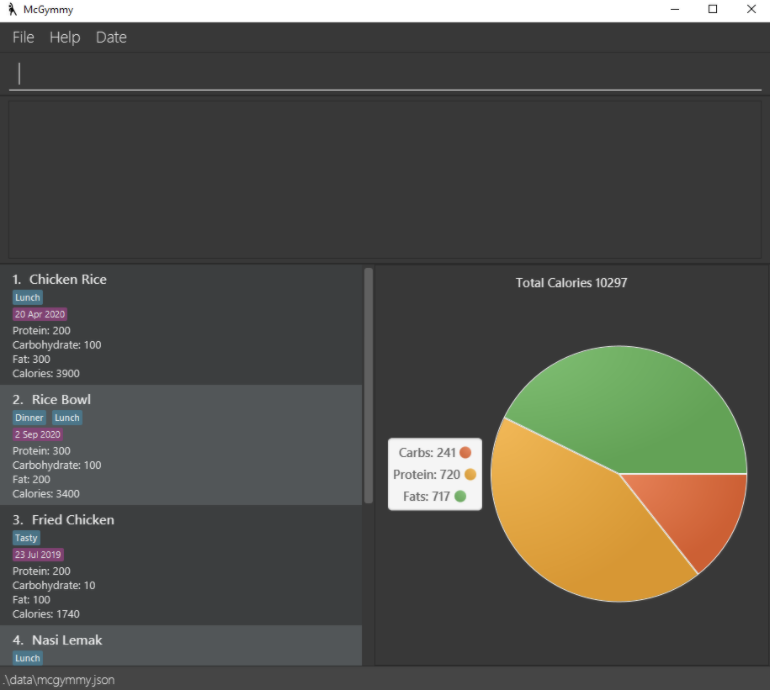 McGymmy
File Help Date
1. Chicken Rice
Lunch
20 Apr 2020
Protein: 200
Carbohydrate: 100
Fat: 300
Calories: 3900
2. Rice Bowl
Dinner Lunch
2 Sep 2020
Protein: 300
Carbohydrate: 100
Fat: 200
Calories: 3400
3. Fried Chicken
Tasty
23 Jul 2019
Protein: 200
Carbohydrate: 10
Fat: 100
Calories: 1740
4. Nasi Lemak
Lunch
Total Calories 10297
Carbs: 241
Protein: 720
Fats: 717
.\data\mcgymmy.json